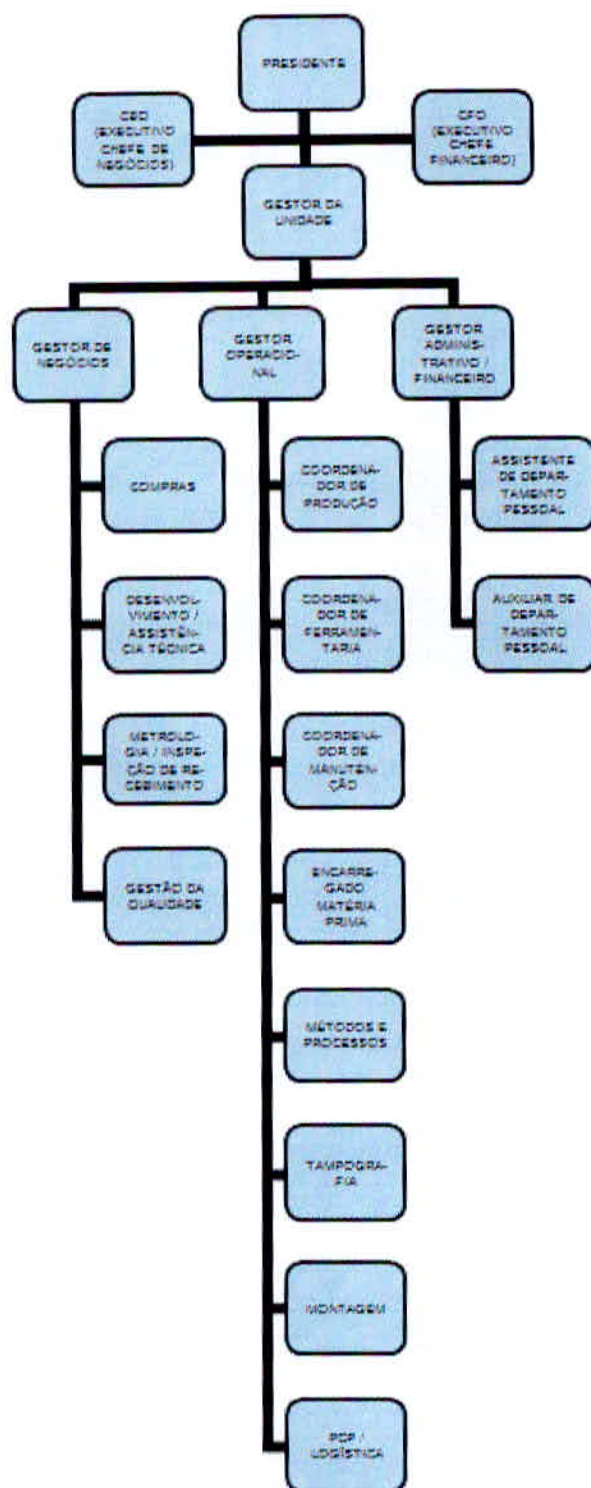 PRESIDENTE
CBO
(EXECUTIVO
CHEFE DE
NEGÓCIOS)
CFO
(EXECUTIVO
CHEFE
FINANCEIRO)
GESTOR DA
UNIDADE
GESTOR DE
NEGÓCIOS
GESTOR
OPERACIO-
NAL
GESTOR
ADMINIS-
TRATIVO /
FINANCEIRO
COMPRAS
DESENVOL-
VIMENTO /
ASSISTÊN-
CIA TÉCNICA
METROLO-
GIA / INSPE-
ÇÃO DE RE-
CEBIMENTO
GESTÃO DA
QUALIDADE
COORDENA-
DOR DE
PRODUÇÃO
COORDENA-
DOR DE
FERRAMEN-
TARIA
COORDENA-
DOR DE
MANUTEN-
ÇÃO
ENCARRE-
GADO
MATÉRIA
PRIMA
MÉTODOS E
PROCESSOS
TAMPOGRA-
FIA
MONTAGEM
PCP /
LOGÍSTICA
ASSISTENTE
DE DEPAR-
TAMENTO
PESSOAL
AUXILIAR DE
DEPAR-
TAMENTO
PESSOAL